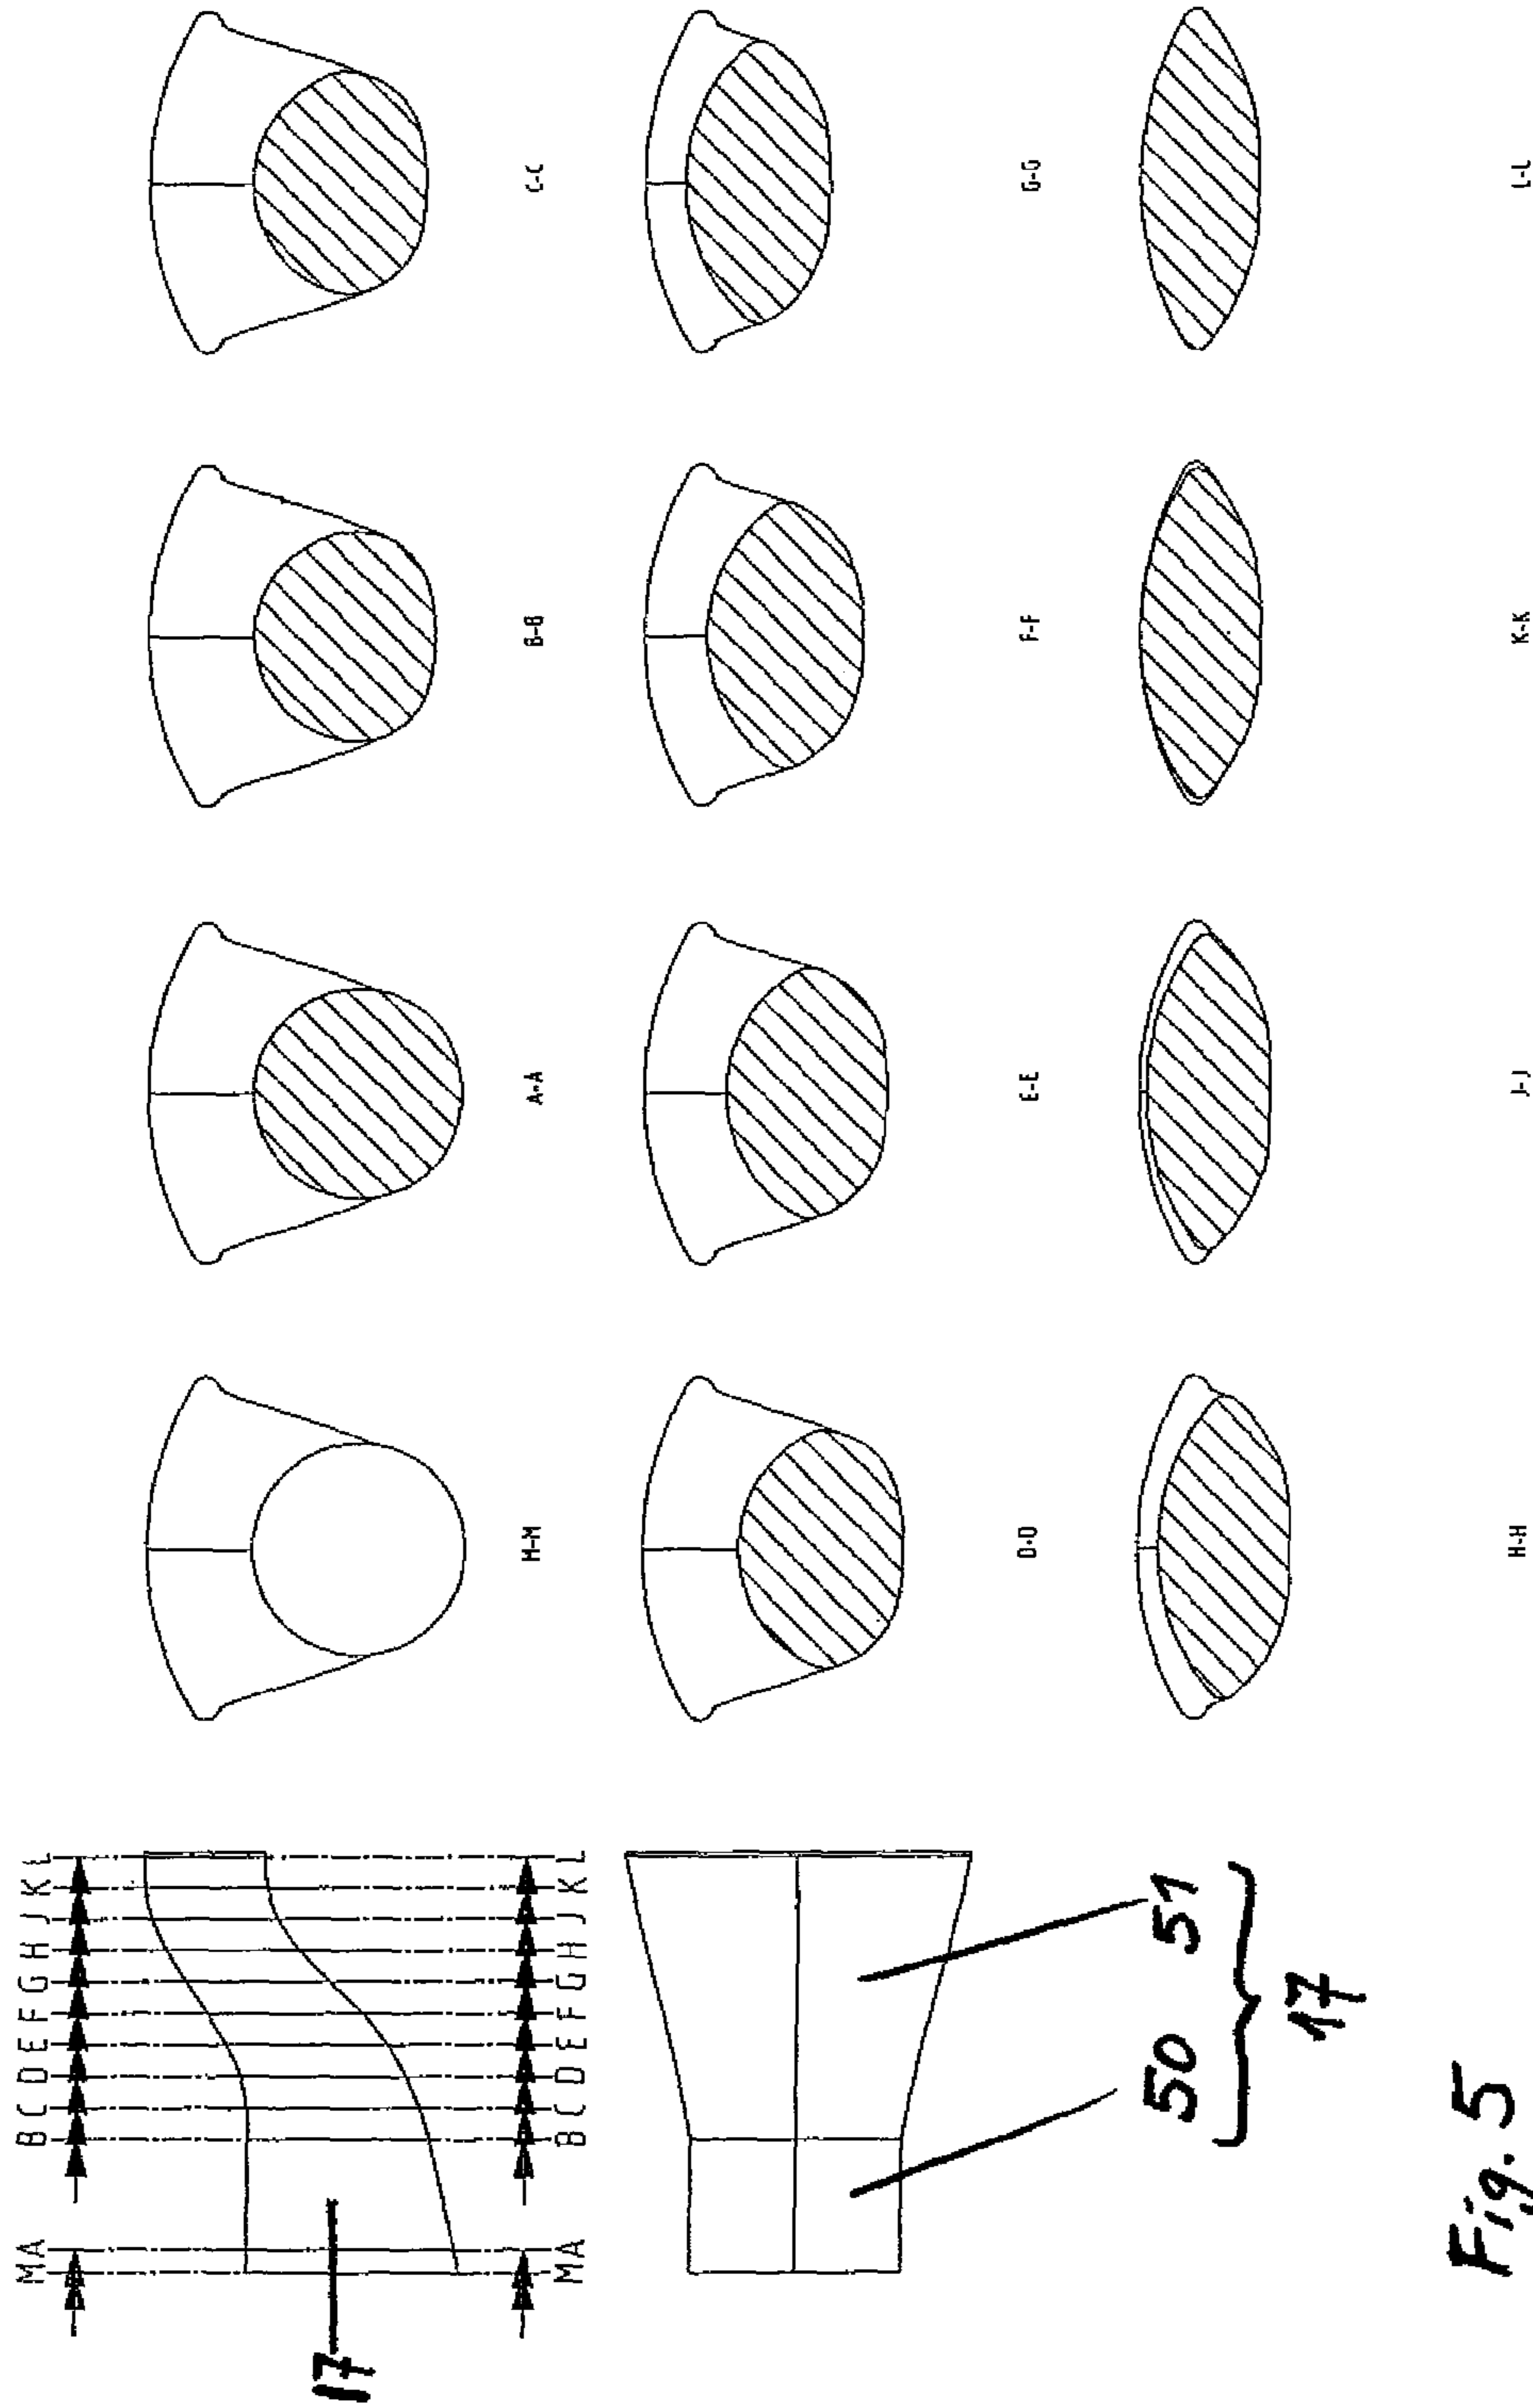 M A B C D E F G H J K L
17
M A B C D E F G H J K L
50 51
17
M-M A-A B-B C-C
D-D E-E F-F G-G
H-H J-J K-K L-L
Fig. 5